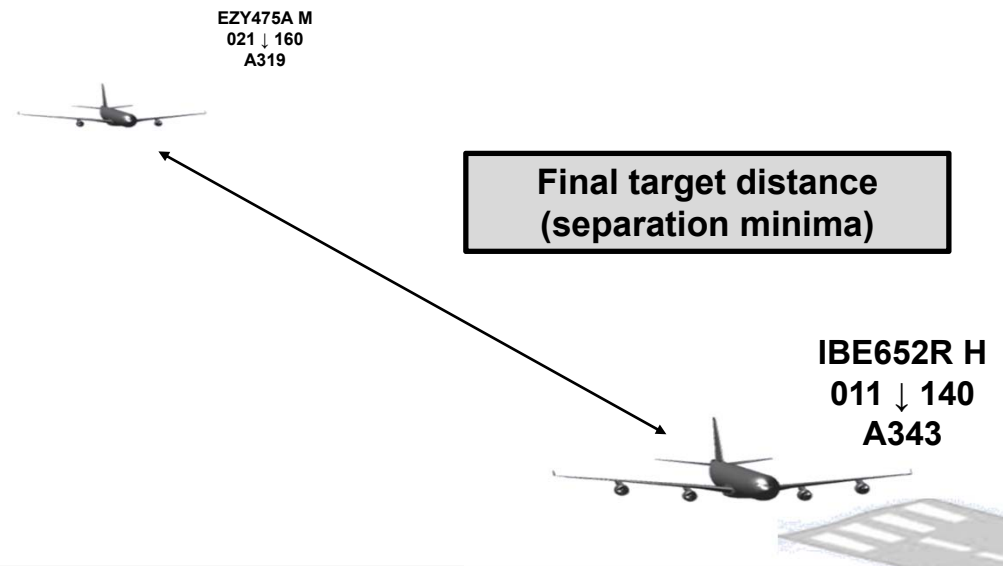 EZY475A M
021 ↓ 160
A319
Final target distance
(separation minima)
IBE652R H
011 ↓ 140
A343